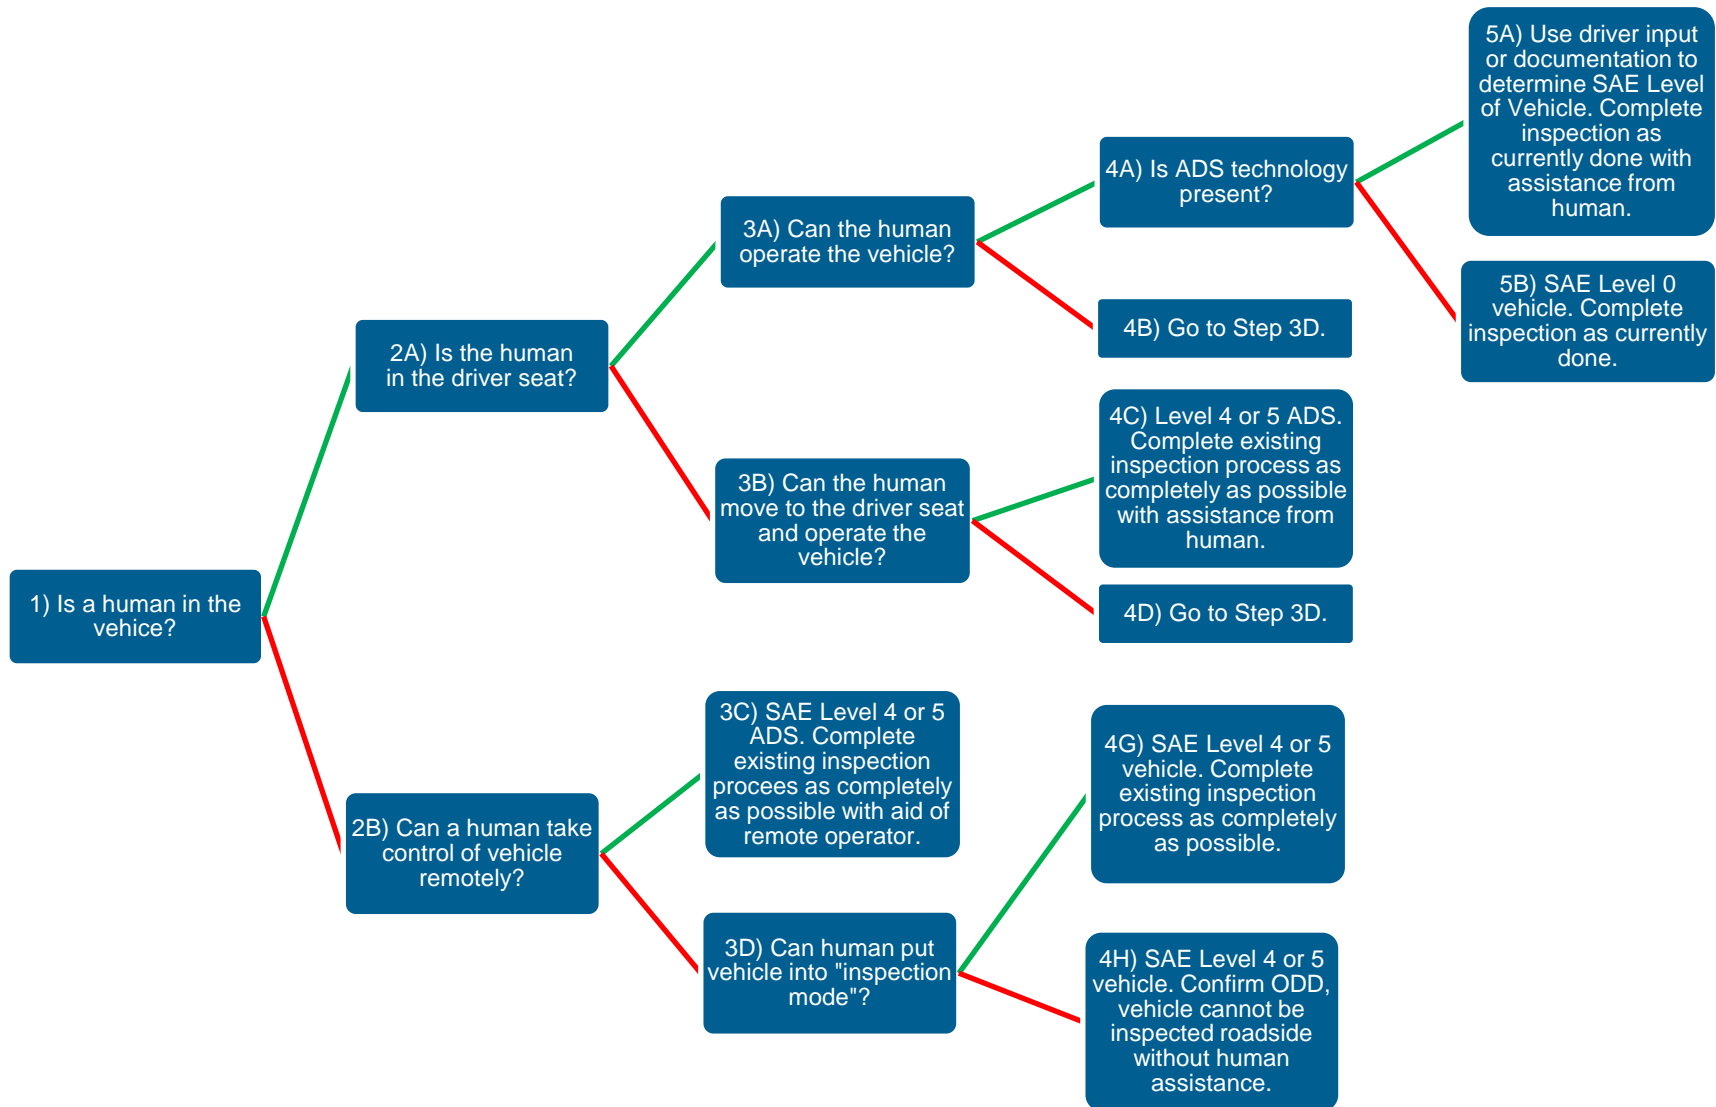 1) Is a human in the
vehice?
2A) Is the human
in the driver seat?
2B) Can a human take
control of vehicle
remotely?
3A) Can the human
operate the vehicle?
3B) Can the human
move to the driver seat
and operate the
vehicle?
3C) SAE Level 4 or 5
ADS. Complete
existing inspection
procees as completely
as possible with aid of
remote operator.
3D) Can human put
vehicle into "inspection
mode"?
4A) Is ADS technology
present?
4B) Go to Step 3D.
4C) Level 4 or 5 ADS.
Complete existing
inspection process as
completely as possible
with assistance from
human.
4D) Go to Step 3D.
4G) SAE Level 4 or 5
vehicle. Complete
existing inspection
process as completely
as possible.
4H) SAE Level 4 or 5
vehicle. Confirm ODD,
vehicle cannot be
inspected roadside
without human
assistance.
5A) Use driver input
or documentation to
determine SAE Level
of Vehicle. Complete
inspection as
currently done with
assistance from
human.
5B) SAE Level 0
vehicle. Complete
inspection as currently
done.